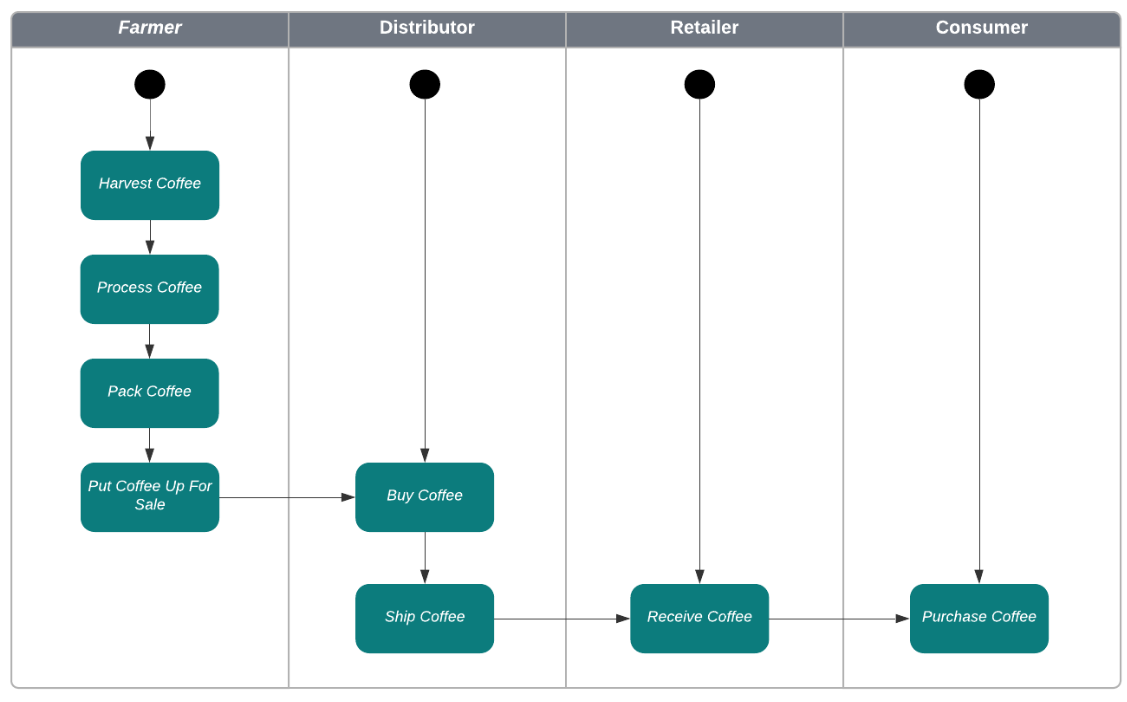 Farmer
Distributor
Retailer
Consumer
Harvest Coffee
Process Coffee
Pack Coffee
Put Coffee Up For
Sale
Buy Coffee
Ship Coffee
Receive Coffee
Purchase Coffee